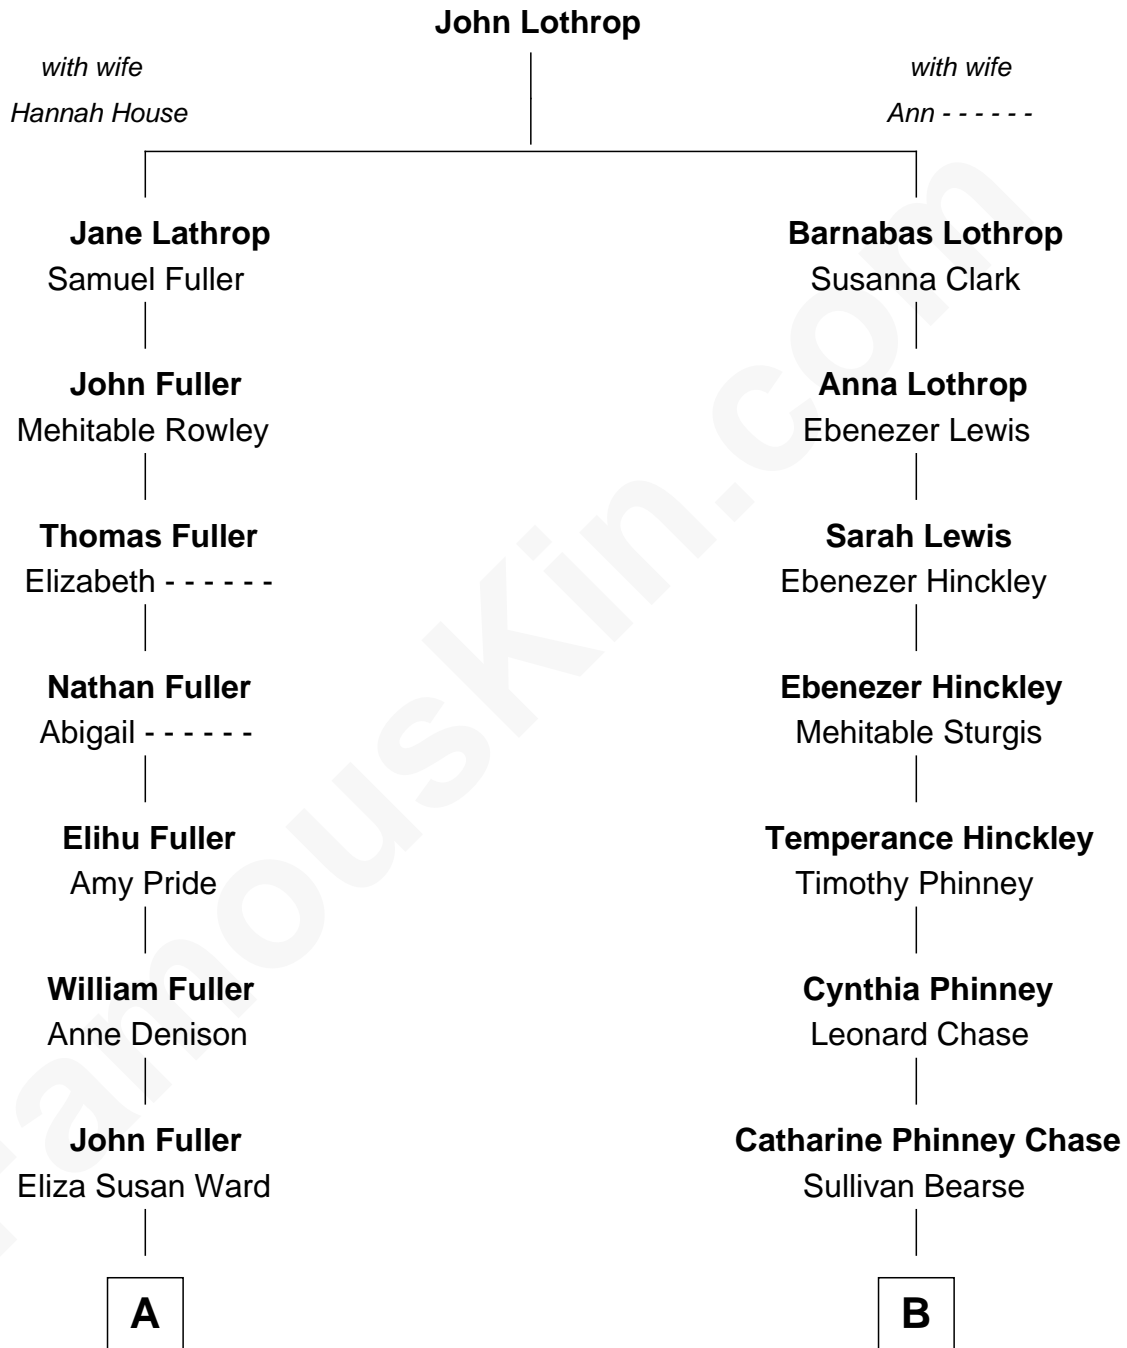 John Lothrop
with wife
Hannah House
with wife
Ann - - - - - -
Jane Lathrop
Samuel Fuller
Barnabas Lothrop
Susanna Clark
John Fuller
Mehitable Rowley
Anna Lothrop
Ebenezer Lewis
Thomas Fuller
Elizabeth - - - - - -
Sarah Lewis
Ebenezer Hinckley
Nathan Fuller
Abigail - - - - - -
Ebenezer Hinckley
Mehitable Sturgis
Elihu Fuller
Amy Pride
Temperance Hinckley
Timothy Phinney
William Fuller
Anne Denison
Cynthia Phinney
Leonard Chase
John Fuller
Eliza Susan Ward
Catharine Phinney Chase
Sullivan Bearse
A
B
FamousKin.com